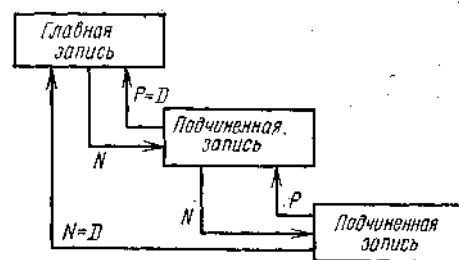 Главная
запись
P=D
Подчиненная
запись
N
P
N
Подчиненная
запись
N=D